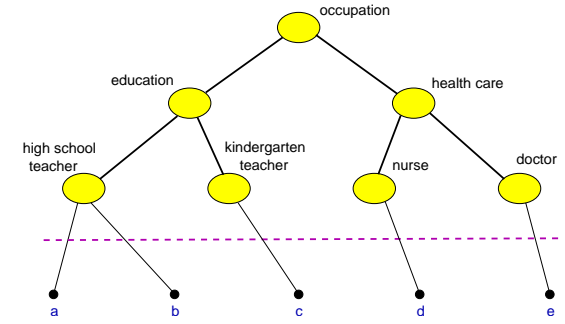 occupation
education
health care
high school
teacher
kindergarten
teacher
nurse
doctor
a
b
c
d
e